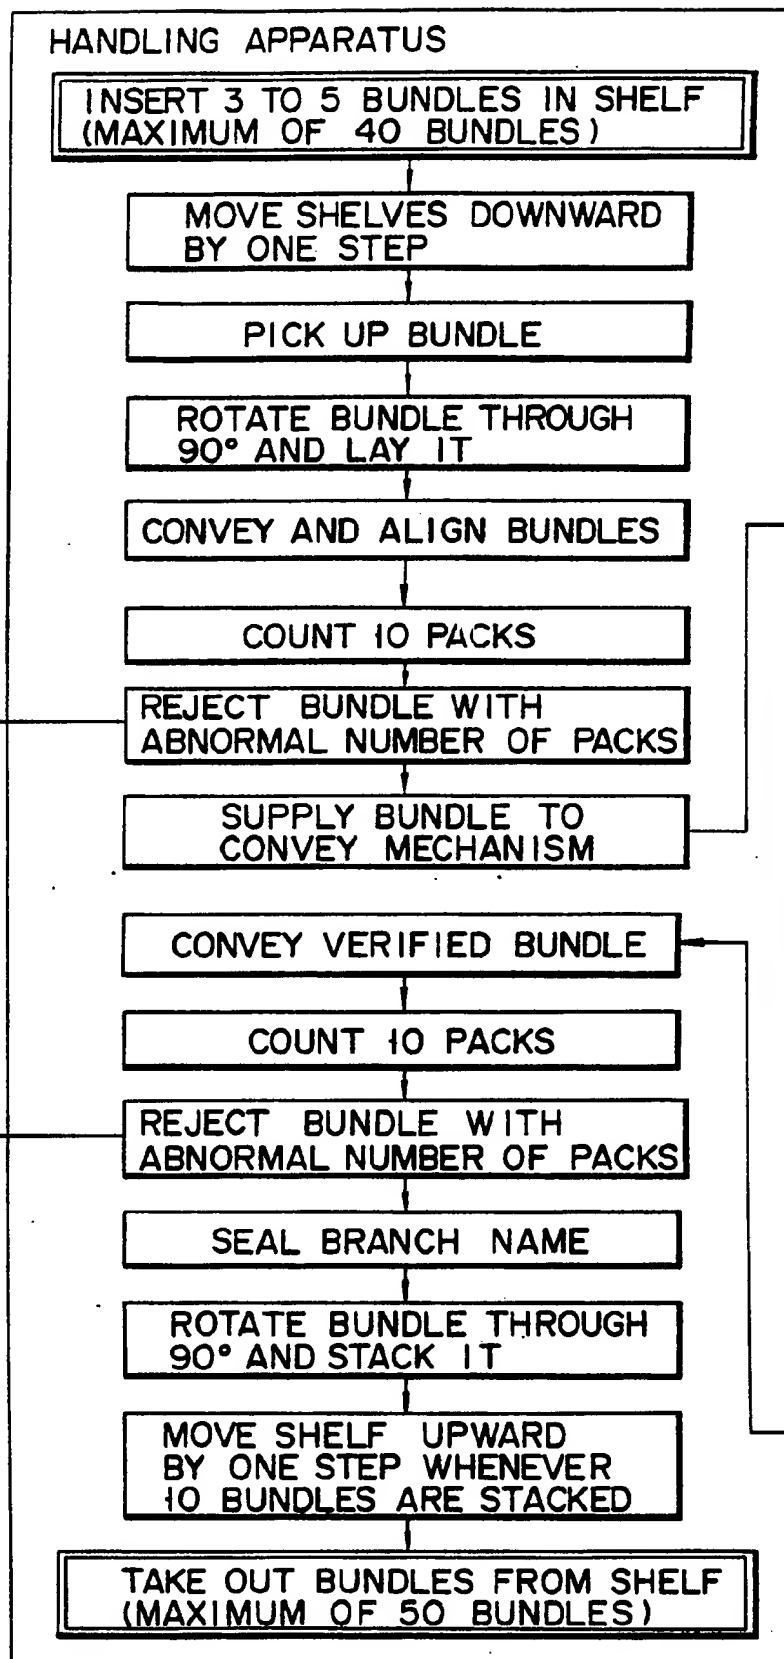 HANDLING APPARATUS
INSERT 3 TO 5 BUNDLES IN SHELF
(MAXIMUM OF 40 BUNDLES)
MOVE SHELVES DOWNWARD
BY ONE STEP
PICK UP BUNDLE
ROTATE BUNDLE THROUGH
90° AND LAY IT
CONVEY AND ALIGN BUNDLES
COUNT 10 PACKS
REJECT BUNDLE WITH
ABNORMAL NUMBER OF PACKS
SUPPLY BUNDLE TO
CONVEY MECHANISM
CONVEY VERIFIED BUNDLE
COUNT 10 PACKS
REJECT BUNDLE WITH
ABNORMAL NUMBER OF PACKS
SEAL BRANCH NAME
ROTATE BUNDLE THROUGH
90° AND STACK IT
MOVE SHELF UPWARD
BY ONE STEP WHENEVER
10 BUNDLES ARE STACKED
TAKE OUT BUNDLES FROM SHELF
(MAXIMUM OF 50 BUNDLES)